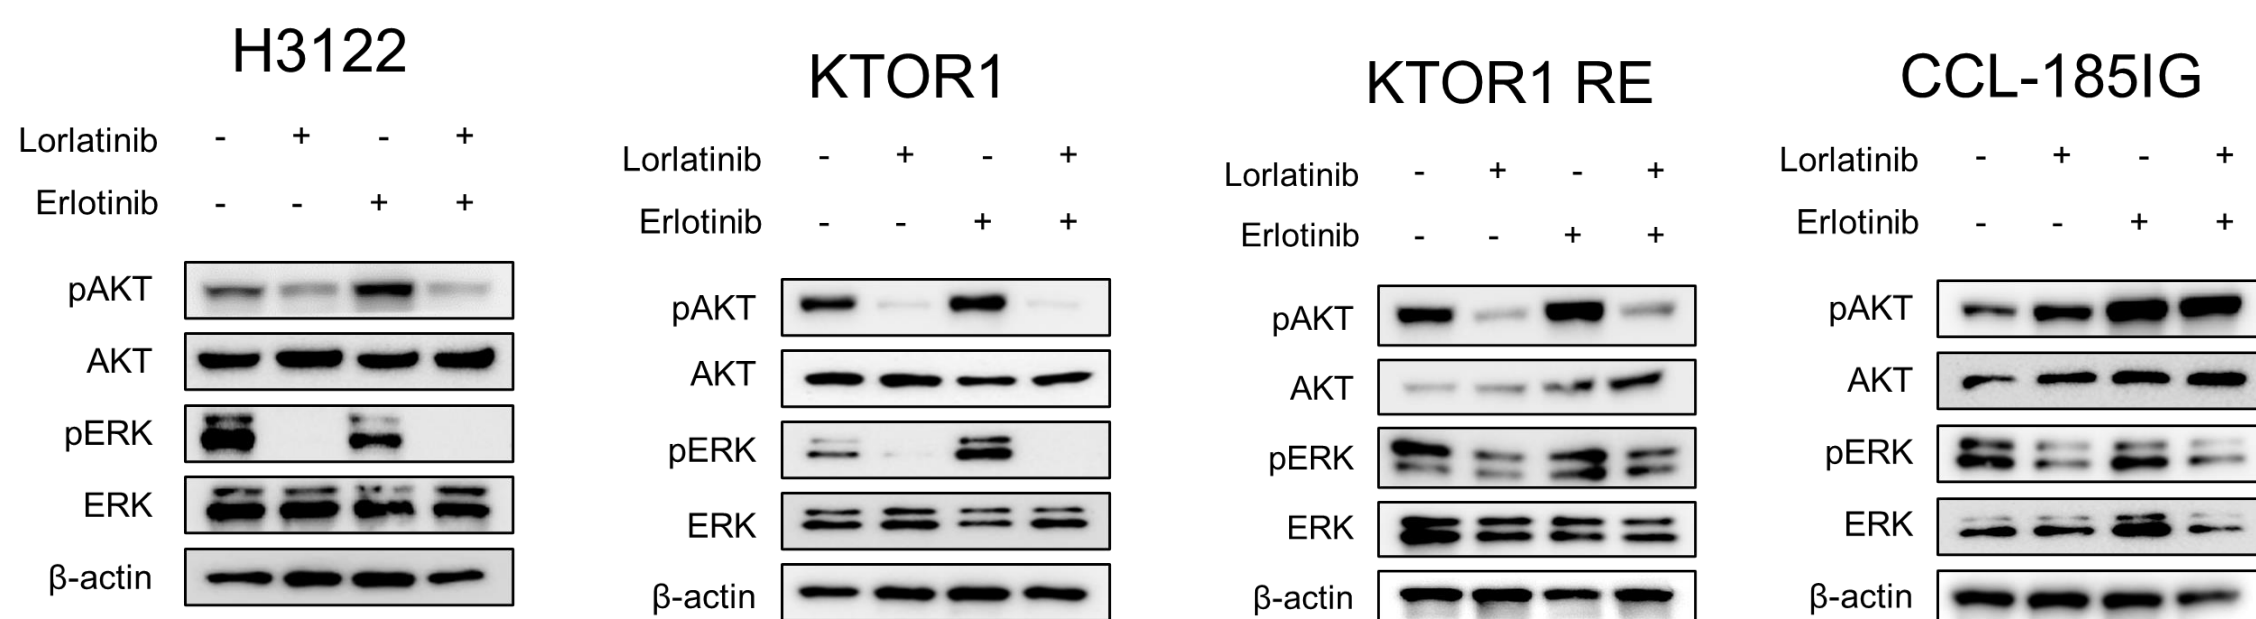 H3122
Lorlatinib - + - +
Erlotinib - - + +
pAKT
AKT
pERK
ERK
β-actin
KTOR1
Lorlatinib - + - +
Erlotinib - - + +
pAKT
AKT
pERK
ERK
β-actin
KTOR1 RE
Lorlatinib - + - +
Erlotinib - - + +
pAKT
AKT
pERK
ERK
β-actin
CCL-185IG
Lorlatinib - + - +
Erlotinib - - + +
pAKT
AKT
pERK
ERK
β-actin